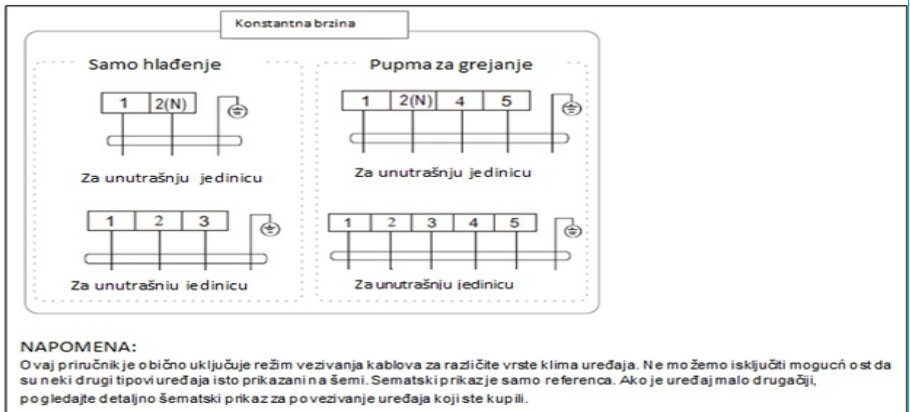 Konstantna brzina
Samo hlađenje
Pupma za grejanje
1 2(N)
1 2(N) 4 5
Za unutrašnju jedinicu
Za unutrašnju jedinicu
1 2 3
1 2 3 4 5
Za unutrašnju jedinicu
Za unutrašnju jedinicu
NAPOMENA:
Ovaj priručnik je obično uključuje režim vezivanja kablova za različite vrste klima uređaja. Ne možemo isključiti mogućnost da
su neki drugi tipovi uređaja isto prikazani na šemi. Sematski prikaz je samo referenca. Ako je uređaj malo drugačiji,
pogledajte detaljno šematski prikaz za povezivanje uređaja koji ste kupili.